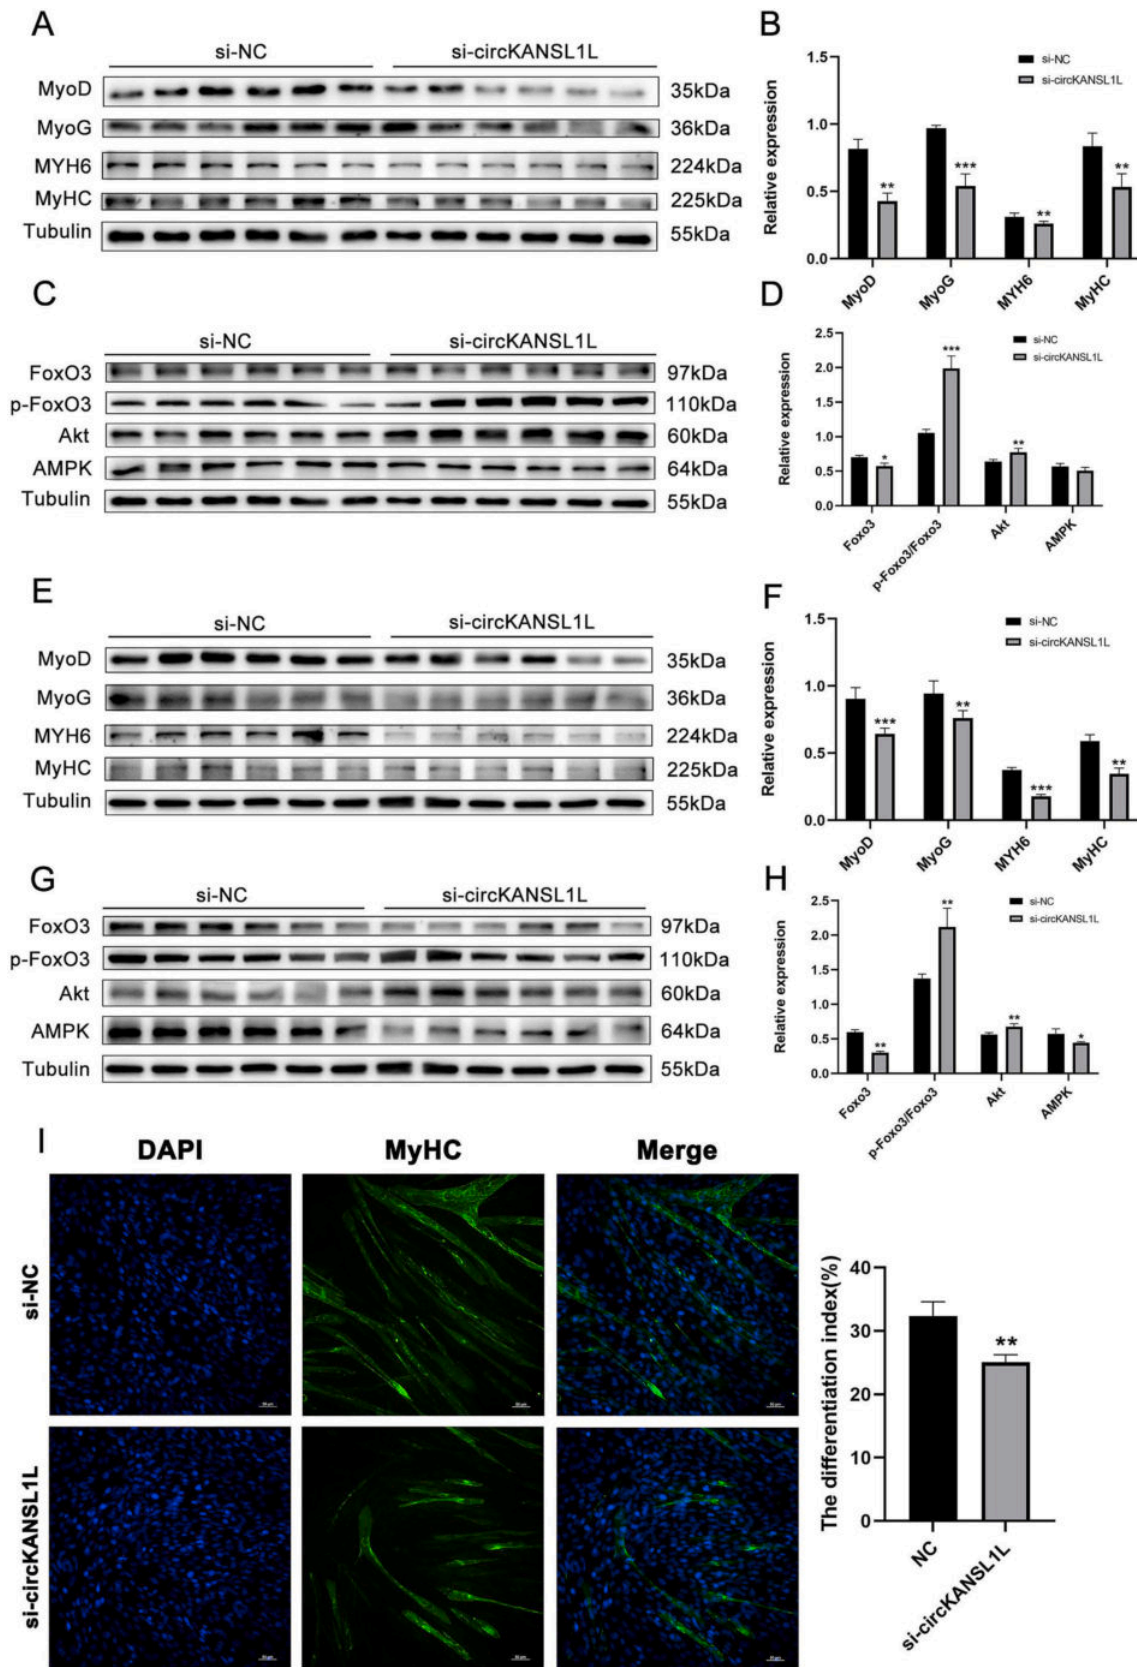 A
si-NC si-circKANSL1L
MyoD 35kDa
MyoG 36kDa
MYH6 224kDa
MyHC 225kDa
Tubulin 55kDa
B
1.5
1.0
0.5
0.0
Relative expression
si-NC
si-circKANSL1L
** *** ** **
MyoD MyoG MYH6 MyHC
C
si-NC si-circKANSL1L
FoxO3 97kDa
p-FoxO3 110kDa
Akt 60kDa
AMPK 64kDa
Tubulin 55kDa
D
2.5
2.0
1.5
1.0
0.5
0.0
Relative expression
si-NC
si-circKANSL1L
* *** **
Foxo3 p-Foxo3/Foxo3 Akt AMPK
E
si-NC si-circKANSL1L
MyoD 35kDa
MyoG 36kDa
MYH6 224kDa
MyHC 225kDa
Tubulin 55kDa
F
1.5
1.0
0.5
0.0
Relative expression
si-NC
si-circKANSL1L
*** ** *** **
MyoD MyoG MYH6 MyHC
G
si-NC si-circKANSL1L
FoxO3 97kDa
p-FoxO3 110kDa
Akt 60kDa
AMPK 64kDa
Tubulin 55kDa
H
2.5
2.0
1.5
1.0
0.5
0.0
Relative expression
si-NC
si-circKANSL1L
** ** ** *
Foxo3 p-Foxo3/Foxo3 Akt AMPK
I
DAPI MyHC Merge
si-NC
si-circKANSL1L
40
30
20
10
0
The differentiation index(%)
**
NC si-circKANSL1L